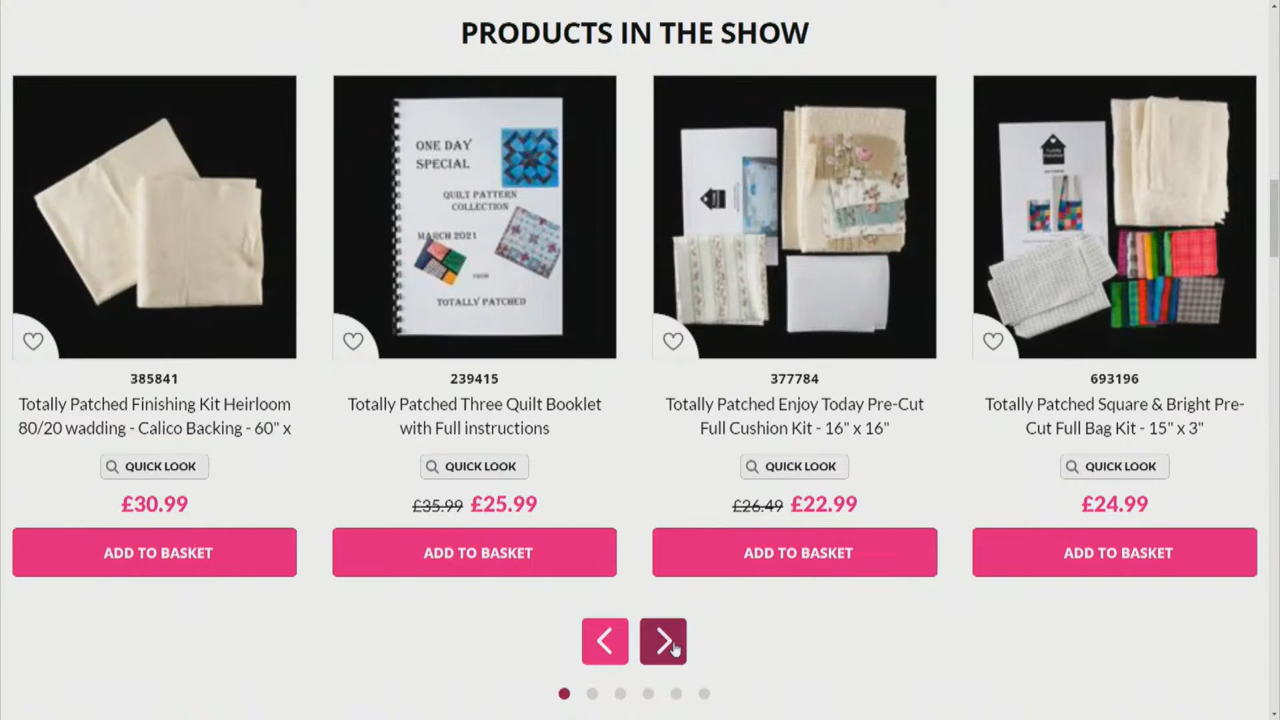 PRODUCTS IN THE SHOW
ONE DAY
SPECIAL
QUILT PATTERN
COLLECTION
MARCH 2021
FROM
TOTALLY PATCHED
385841
Totally Patched Finishing Kit Heirloom
80/20 wadding - Calico Backing - 60" x
QUICK LOOK
£30.99
ADD TO BASKET
239415
Totally Patched Three Quilt Booklet
with Full instructions
QUICK LOOK
£35.99 £25.99
ADD TO BASKET
377784
Totally Patched Enjoy Today Pre-Cut
Full Cushion Kit - 16" x 16"
QUICK LOOK
£26.49 £22.99
ADD TO BASKET
693196
Totally Patched Square & Bright Pre-
Cut Full Bag Kit - 15" x 3"
QUICK LOOK
£24.99
ADD TO BASKET